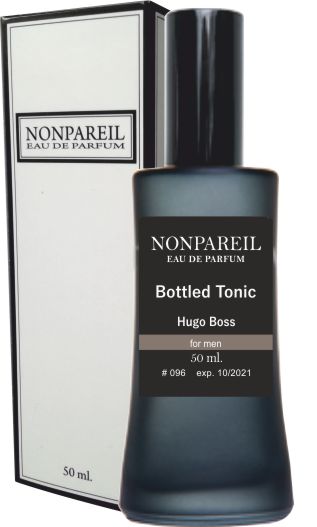 NONPAREIL
EAU DE PARFUM
50 ml.
NONPAREIL
EAU DE PARFUM
Bottled Tonic
Hugo Boss
for men
50 ml.
# 096 exp. 10/2021